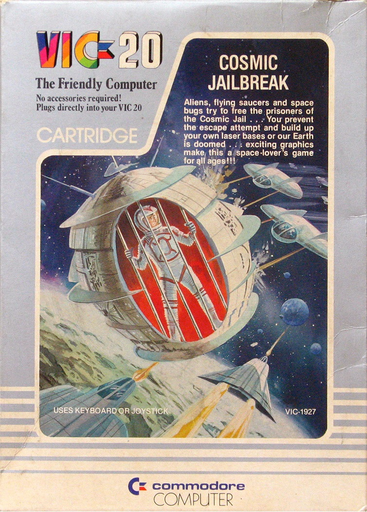 VIC-20
The Friendly Computer
No accessories required!
Plugs directly into your VIC 20
CARTRIDGE
COSMIC
JAILBREAK
Aliens, flying saucers and space
bugs try to free the prisoners of
the Cosmic Jail . . . You prevent
the escape attempt and build up
your own laser bases or our Earth
is doomed . . . exciting graphics
make this a space-lover's game
for all ages!!!
USES KEYBOARD OR JOYSTICK
VIC-1927
commodore
COMPUTER